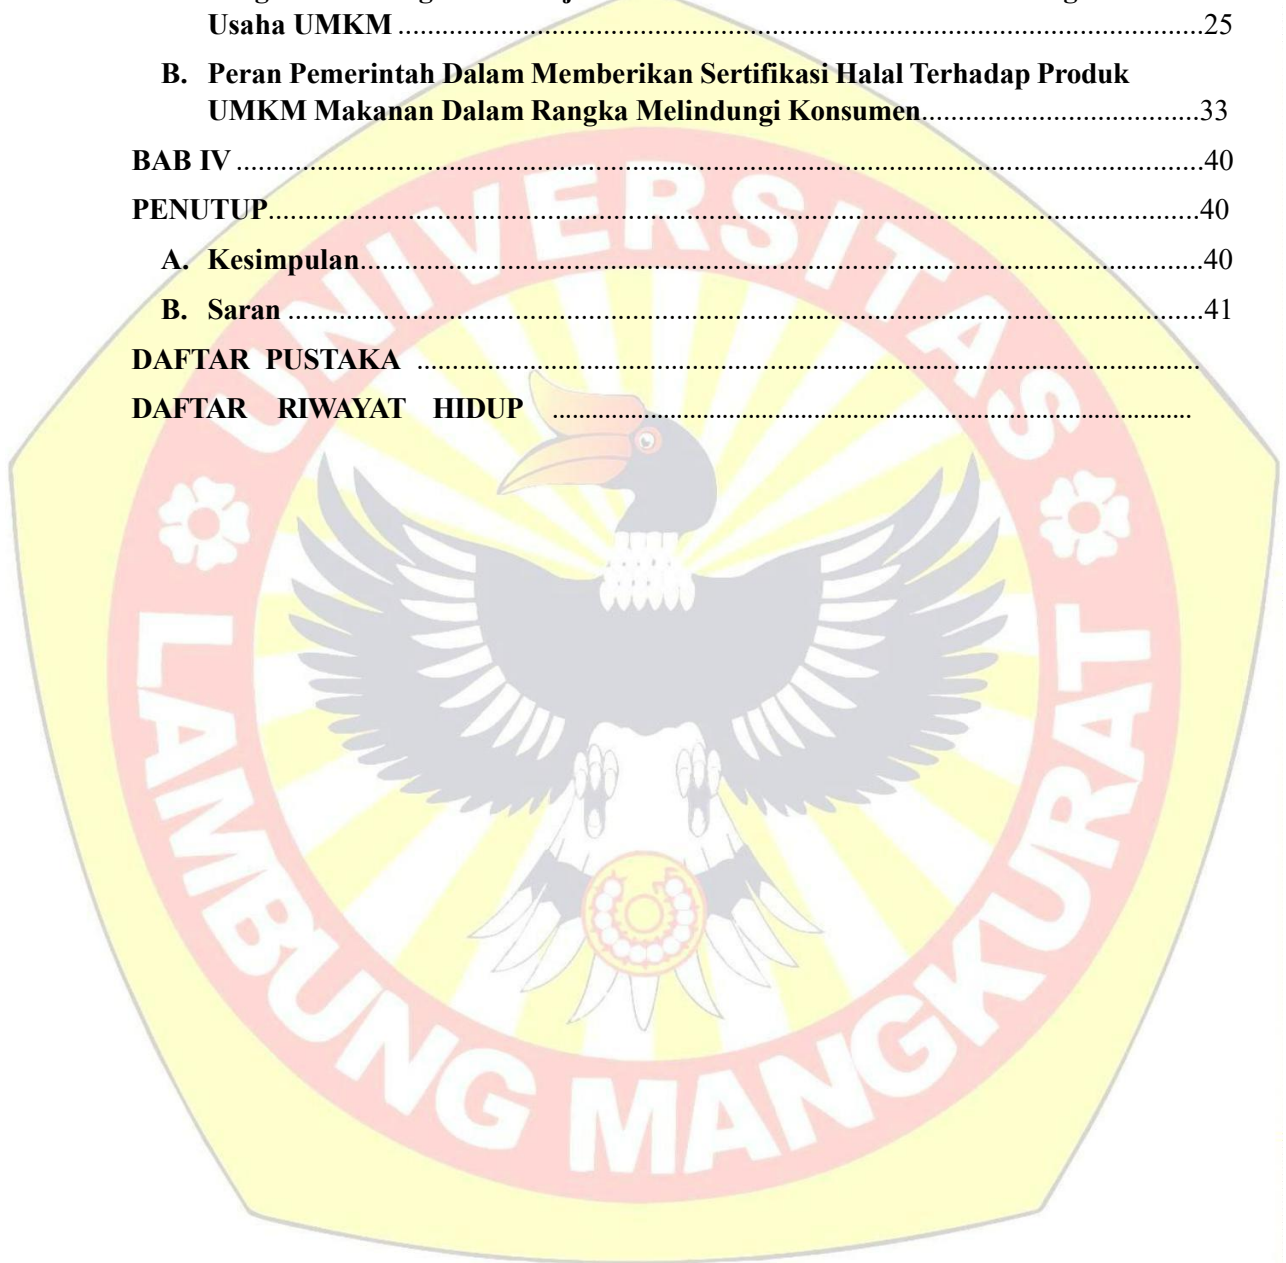 Usaha UMKM ........................................................................................................................25
B. Peran Pemerintah Dalam Memberikan Sertifikasi Halal Terhadap Produk
UMKM Makanan Dalam Rangka Melindungi Konsumen.........................................33
BAB IV ................................................................................................................................................40
PENUTUP...........................................................................................................................................40
A. Kesimpulan.............................................................................................................................40
B. Saran ........................................................................................................................................41
DAFTAR PUSTAKA .....................................................................................................................
DAFTAR RIWAYAT HIDUP ................................................................................................
UNIVERSITAS
LAMBUNG MANGKURAT